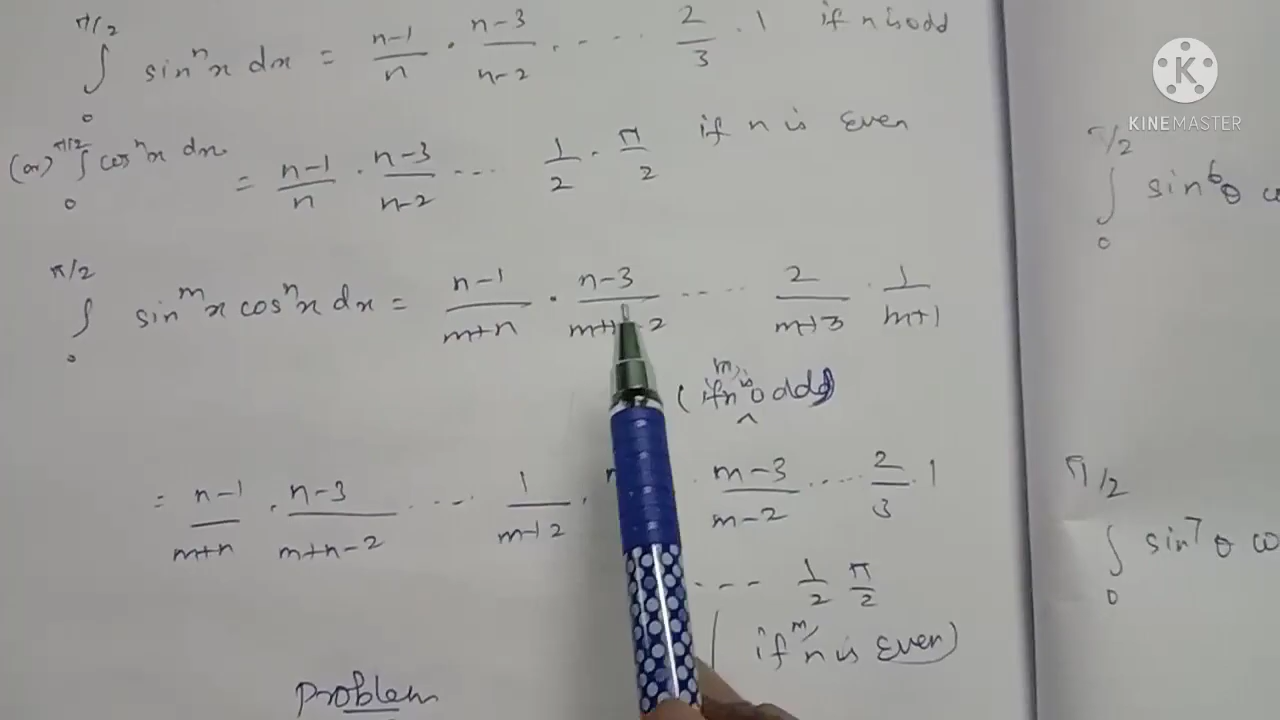 π/2
∫ sinⁿx dx = n-1/n · n-3/n-2 · - - · · · 2/3 · 1 if n is odd
0
(or) π/2 ∫ 0 cosⁿx dx = n-1/n · n-3/n-2 - - - 1/2 · π/2 if n is Even
π/2
∫ sinᵐx cosⁿx dx = n-1/m+n · n-3/ - - - - 2/m+3 · 1/m+1
0
(if m, n is odd)
= n-1/m+n · n-3/m+n-2 · - - - · 1/m+2 · m-3/m-2 - - - - 2/3 · 1
- - - 1/2 π/2
(if m, n is Even)
Problem
π/2
∫ sin⁶θ
0
π/2
∫ sin⁷θ
0
K
KINEMASTER